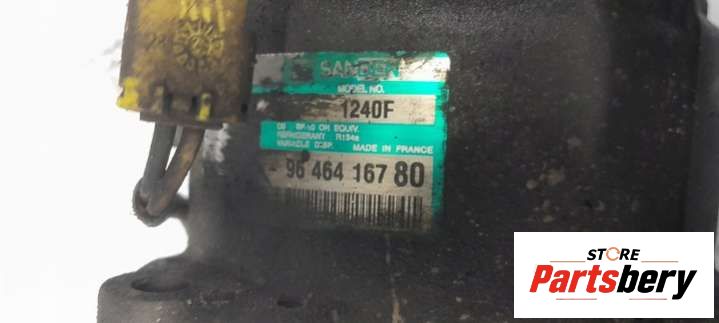 SANDEN
MODEL NO.
1240F
OIL SP-10 OR EQUIV.
REFRIGERANT R134a
VARIABLE DISP. MADE IN FRANCE
96 464 167 80
STORE
Partsbery